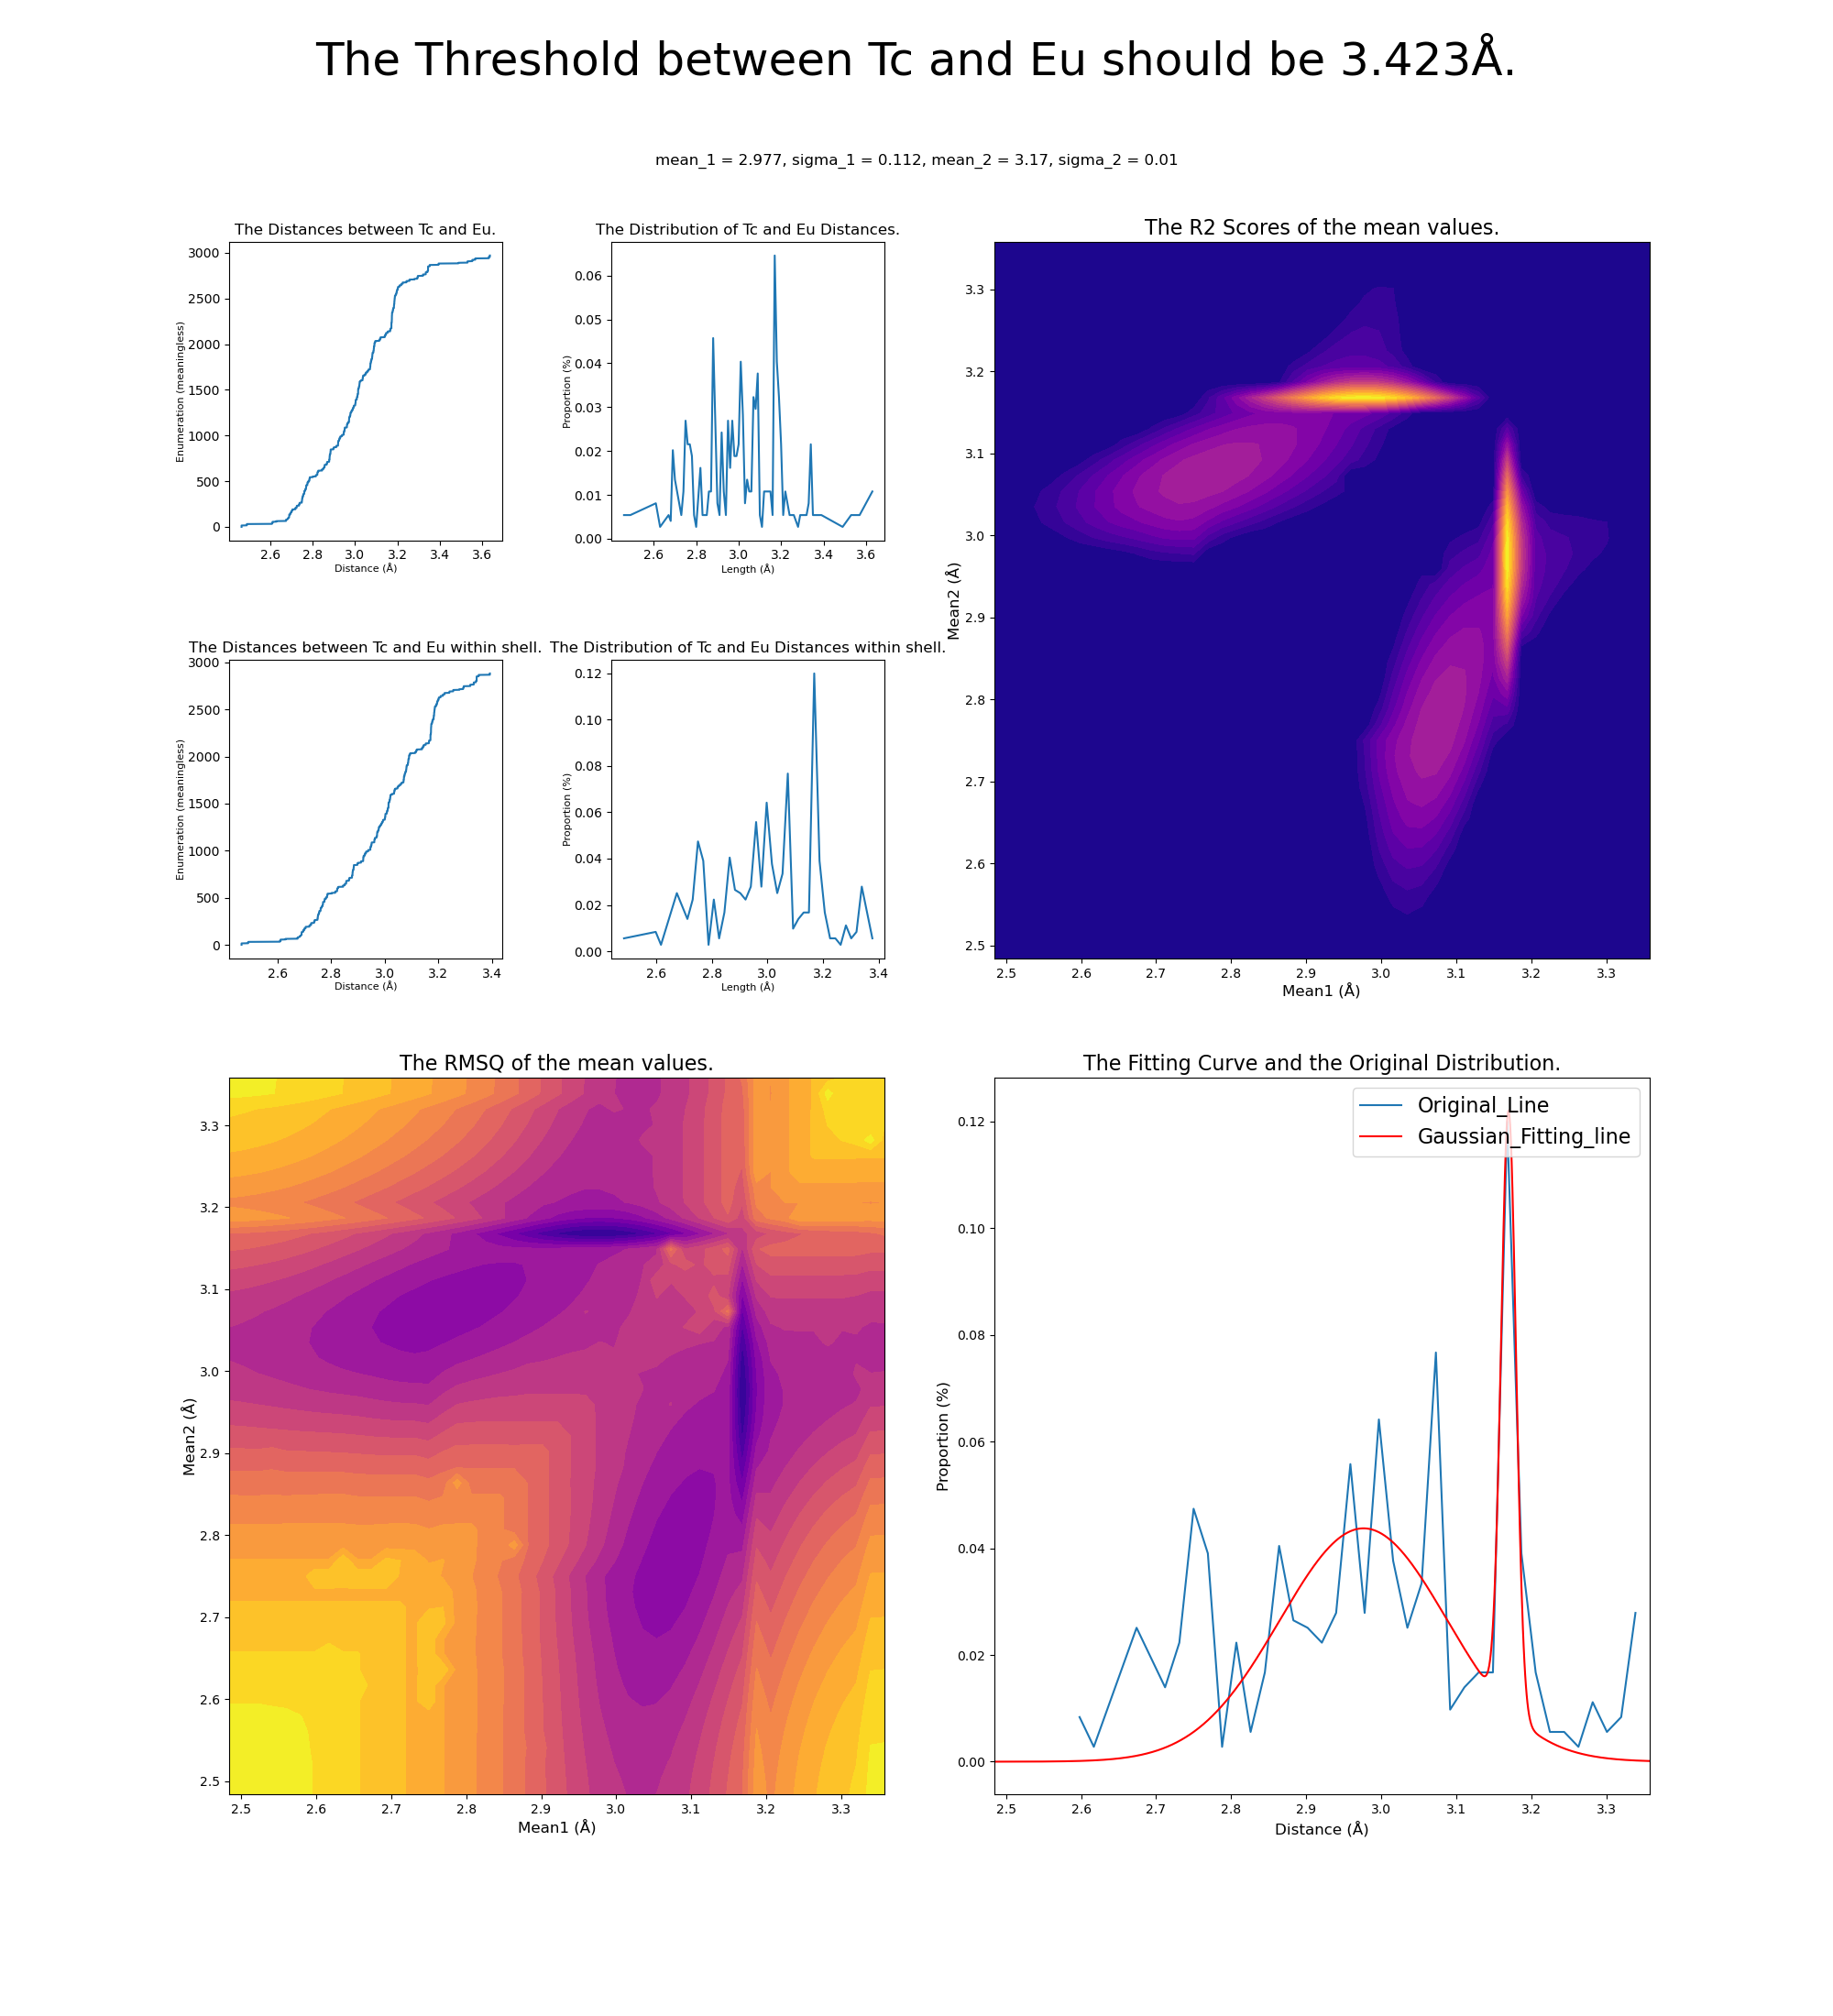 The Threshold between Tc and Eu should be 3.423Å.
mean_1 = 2.977, sigma_1 = 0.112, mean_2 = 3.17, sigma_2 = 0.01
The Distances between Tc and Eu.
3000
2500
2000
1500
1000
500
0
Enumeration (meaningless)
2.6 2.8 3.0 3.2 3.4 3.6
Distance (Å)
The Distribution of Tc and Eu Distances.
0.06
0.05
0.04
0.03
0.02
0.01
0.00
Proportion (%)
2.6 2.8 3.0 3.2 3.4 3.6
Length (Å)
The R2 Scores of the mean values.
3.3
3.2
3.1
3.0
2.9
2.8
2.7
2.6
2.5
Mean2 (Å)
2.5 2.6 2.7 2.8 2.9 3.0 3.1 3.2 3.3
Mean1 (Å)
The Distances between Tc and Eu within shell.
3000
2500
2000
1500
1000
500
0
Enumeration (meaningless)
2.6 2.8 3.0 3.2 3.4
Distance (Å)
The Distribution of Tc and Eu Distances within shell.
0.12
0.10
0.08
0.06
0.04
0.02
0.00
Proportion (%)
2.6 2.8 3.0 3.2 3.4
Length (Å)
The RMSQ of the mean values.
3.3
3.2
3.1
3.0
2.9
2.8
2.7
2.6
2.5
Mean2 (Å)
2.5 2.6 2.7 2.8 2.9 3.0 3.1 3.2 3.3
Mean1 (Å)
The Fitting Curve and the Original Distribution.
Original_Line
Gaussian_Fitting_line
0.12
0.10
0.08
0.06
0.04
0.02
0.00
Proportion (%)
2.5 2.6 2.7 2.8 2.9 3.0 3.1 3.2 3.3
Distance (Å)